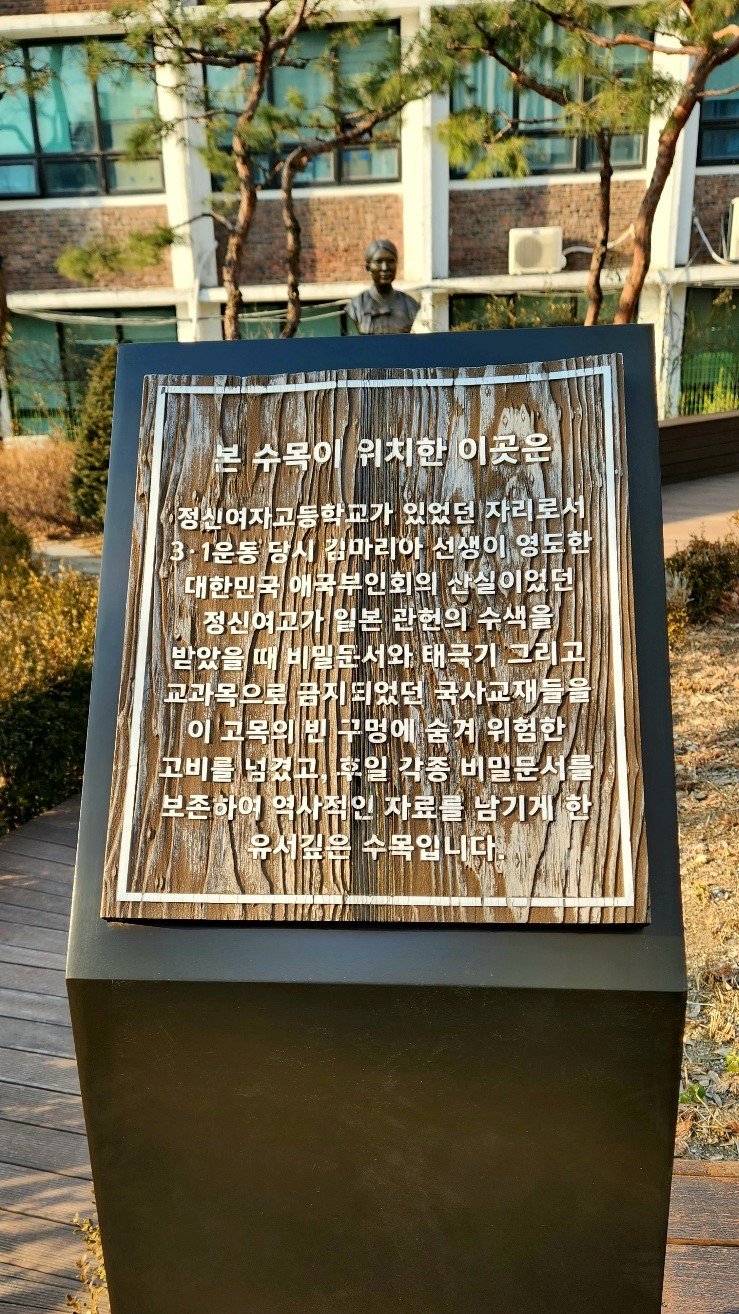 본 수목이 위치한 이곳은
정신여자고등학교가 있었던 자리로서
3·1운동 당시 김마리아 선생이 영도한
대한민국 애국부인회의 산실이었던
정신여고가 일본 관헌의 수색을
받았을 때 비밀문서와 태극기 그리고
교과목으로 금지되었던 국사교재들을
이 고목의 빈 구멍에 숨겨 위험한
고비를 넘겼고, 후일 각종 비밀문서를
보존하여 역사적인 자료를 남기게 한
유서깊은 수목입니다.